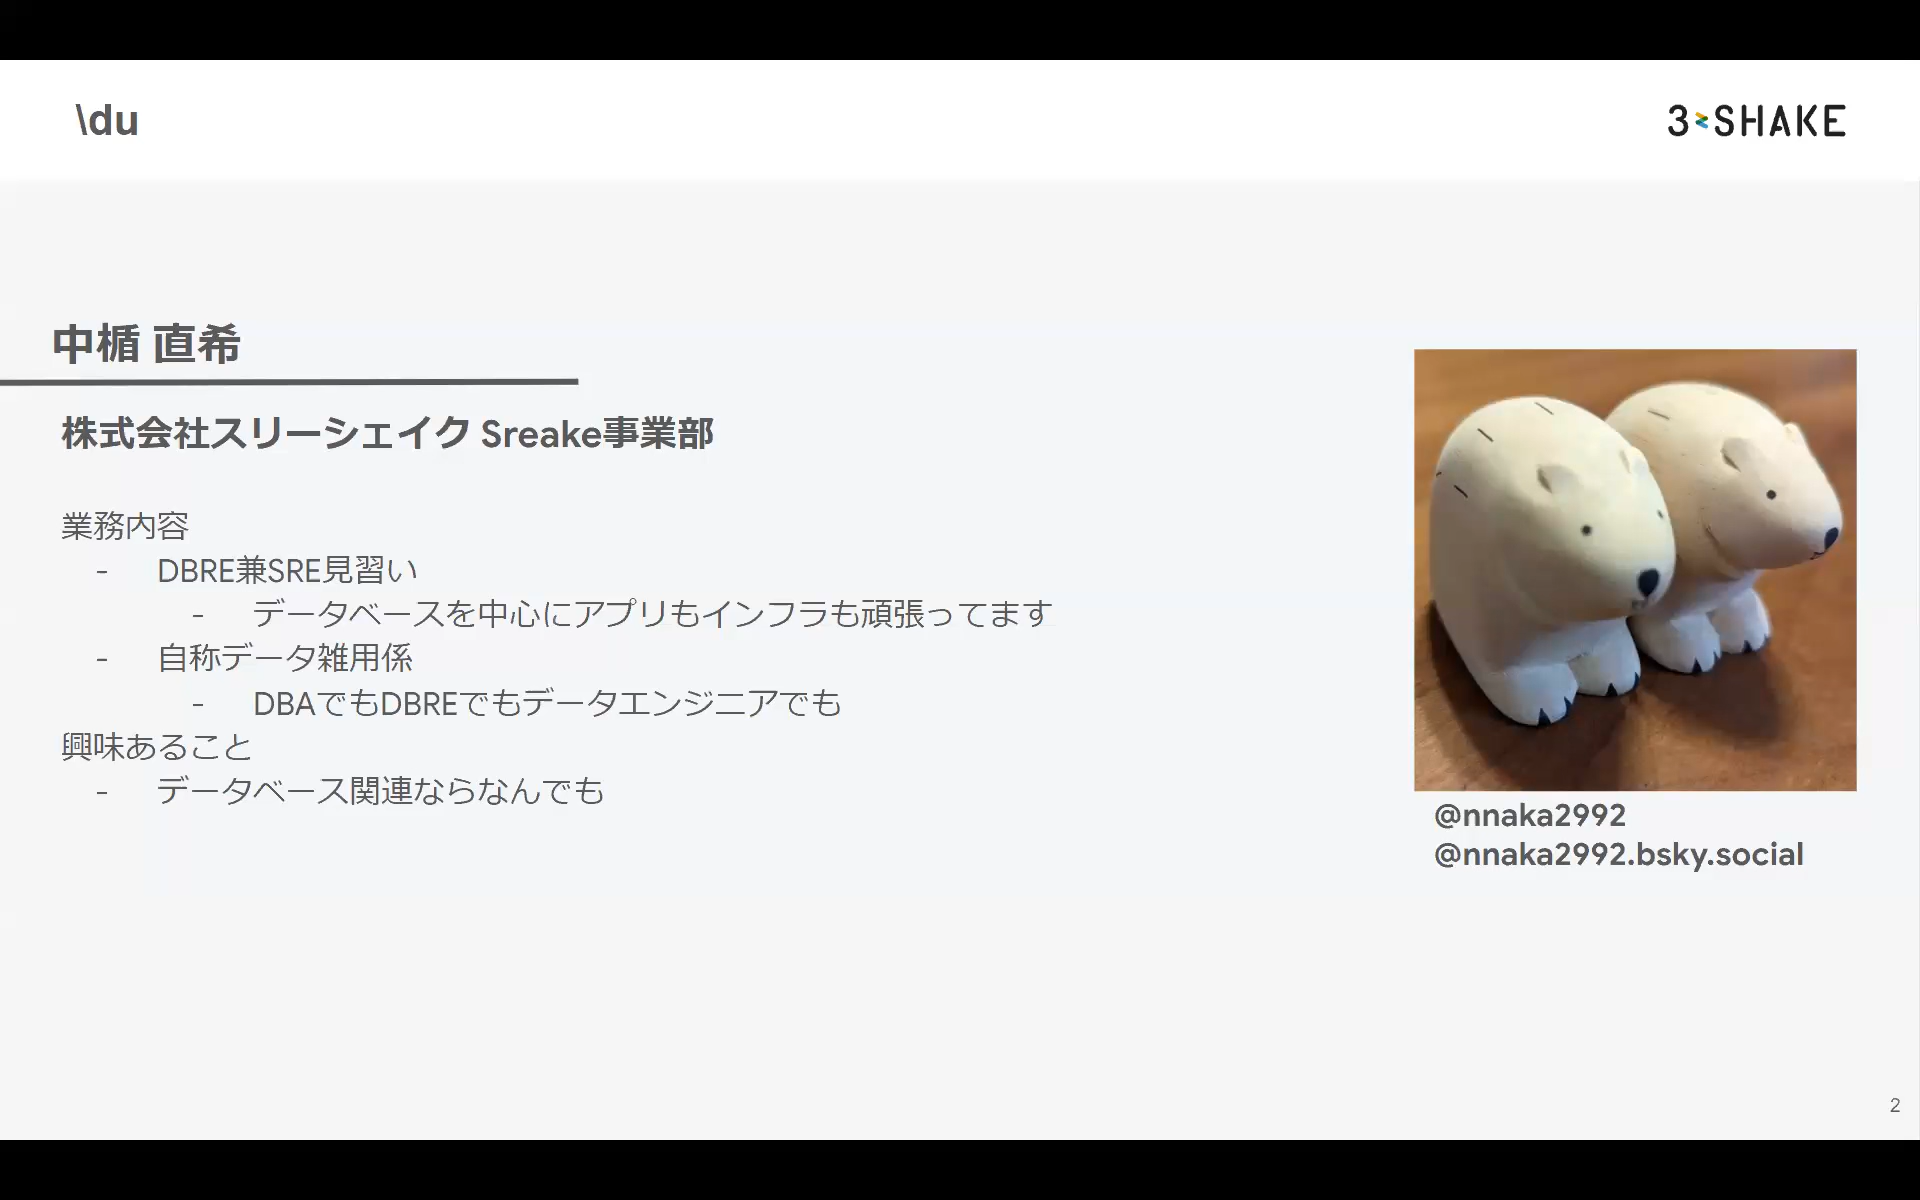 \du
3 SHAKE
中楯 直希
株式会社スリーシェイク Sreake事業部
業務内容
- DBRE兼SRE見習い
- データベースを中心にアプリもインフラも頑張ってます
- 自称データ雑用係
- DBAでもDBREでもデータエンジニアでも
興味あること
- データベース関連ならなんでも
@nnaka2992
@nnaka2992.bsky.social
2